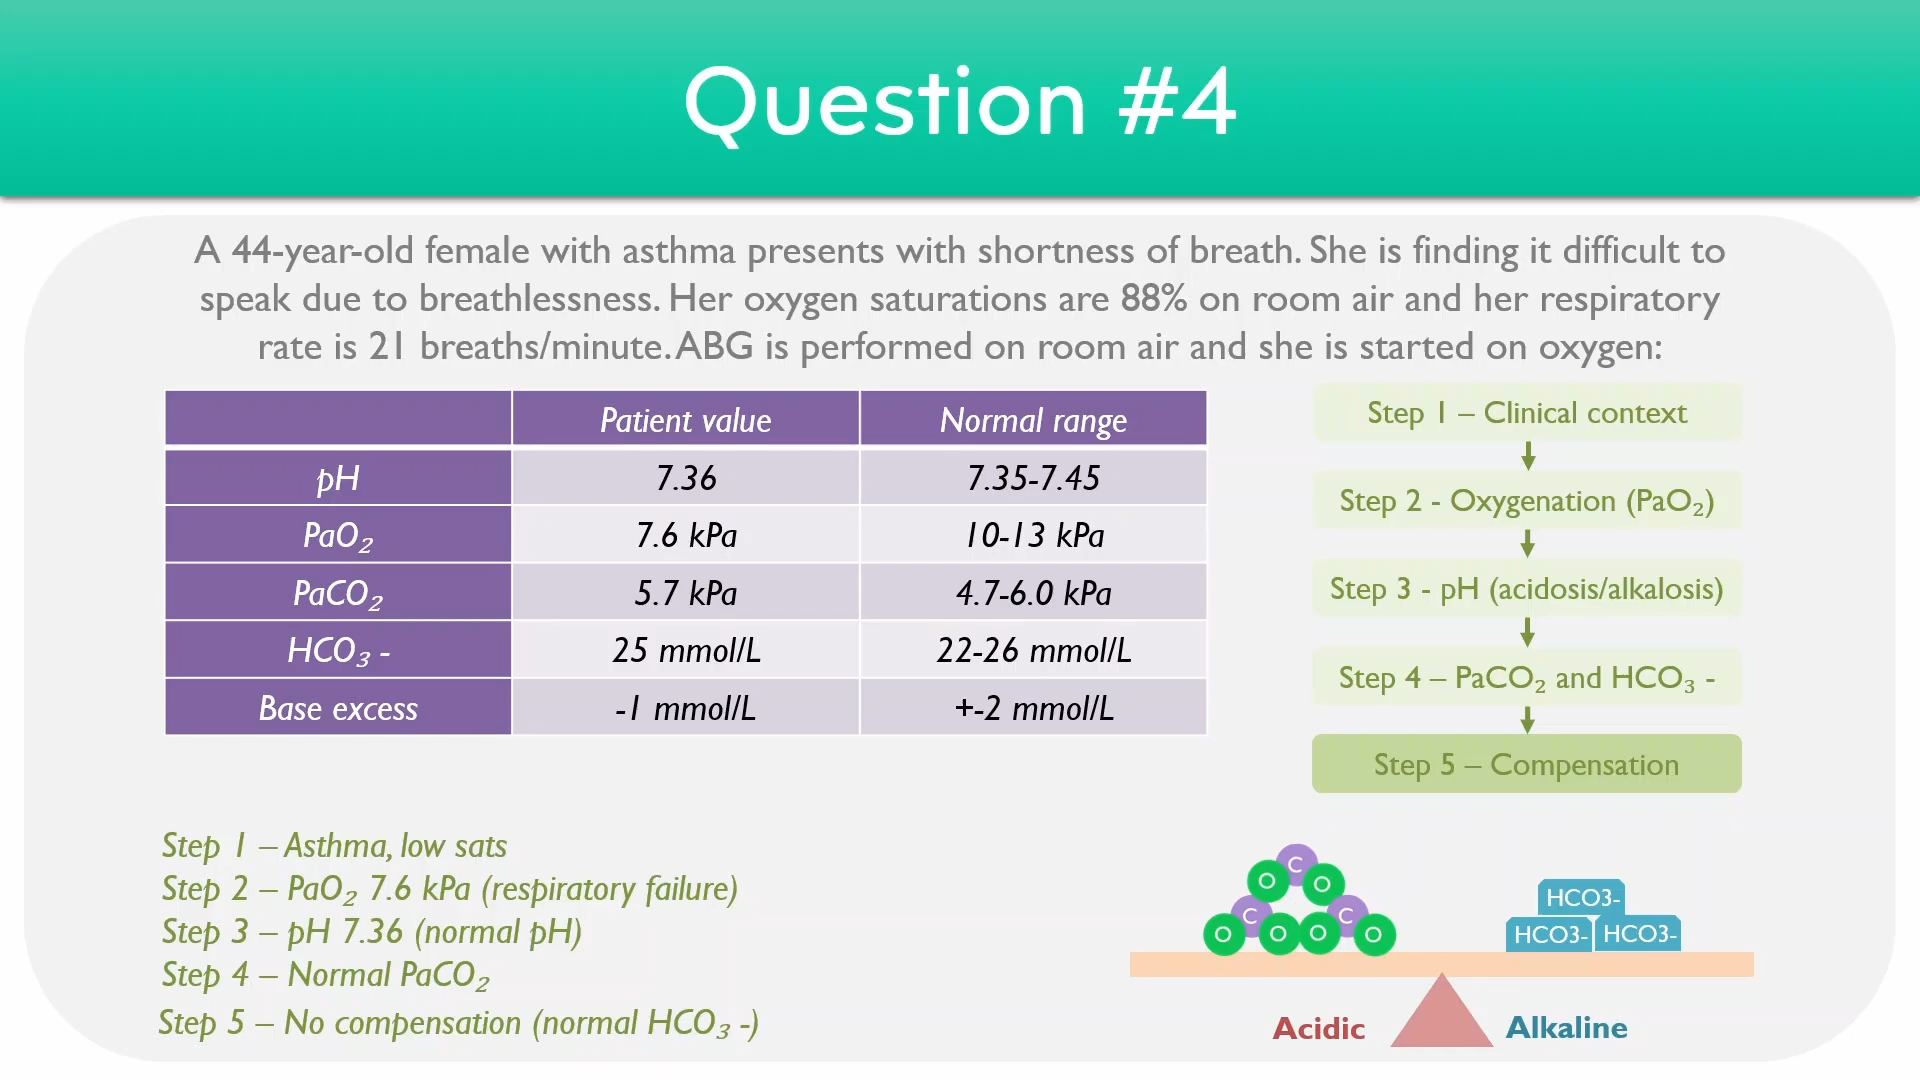 Question #4
A 44-year-old female with asthma presents with shortness of breath. She is finding it difficult to
speak due to breathlessness. Her oxygen saturations are 88% on room air and her respiratory
rate is 21 breaths/minute. ABG is performed on room air and she is started on oxygen:
Patient value Normal range
pH 7.36 7.35-7.45
PaO₂ 7.6 kPa 10-13 kPa
PaCO₂ 5.7 kPa 4.7-6.0 kPa
HCO₃ - 25 mmol/L 22-26 mmol/L
Base excess -1 mmol/L +-2 mmol/L
Step 1 – Clinical context
Step 2 - Oxygenation (PaO₂)
Step 3 - pH (acidosis/alkalosis)
Step 4 – PaCO₂ and HCO₃ -
Step 5 – Compensation
Step 1 – Asthma, low sats
Step 2 – PaO₂ 7.6 kPa (respiratory failure)
Step 3 – pH 7.36 (normal pH)
Step 4 – Normal PaCO₂
Step 5 – No compensation (normal HCO₃ -)
C
O O
C C
O O O O
HCO3-
HCO3- HCO3-
Acidic Alkaline